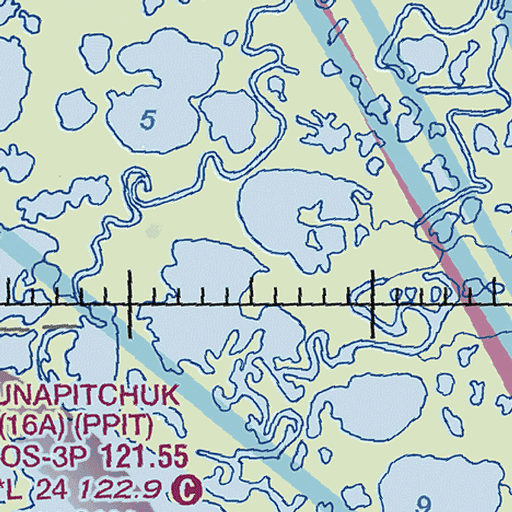 5
UNAPITCHUK
(16A) (PPIT)
OS-3P 121.55
*L 24 122.9 C
9